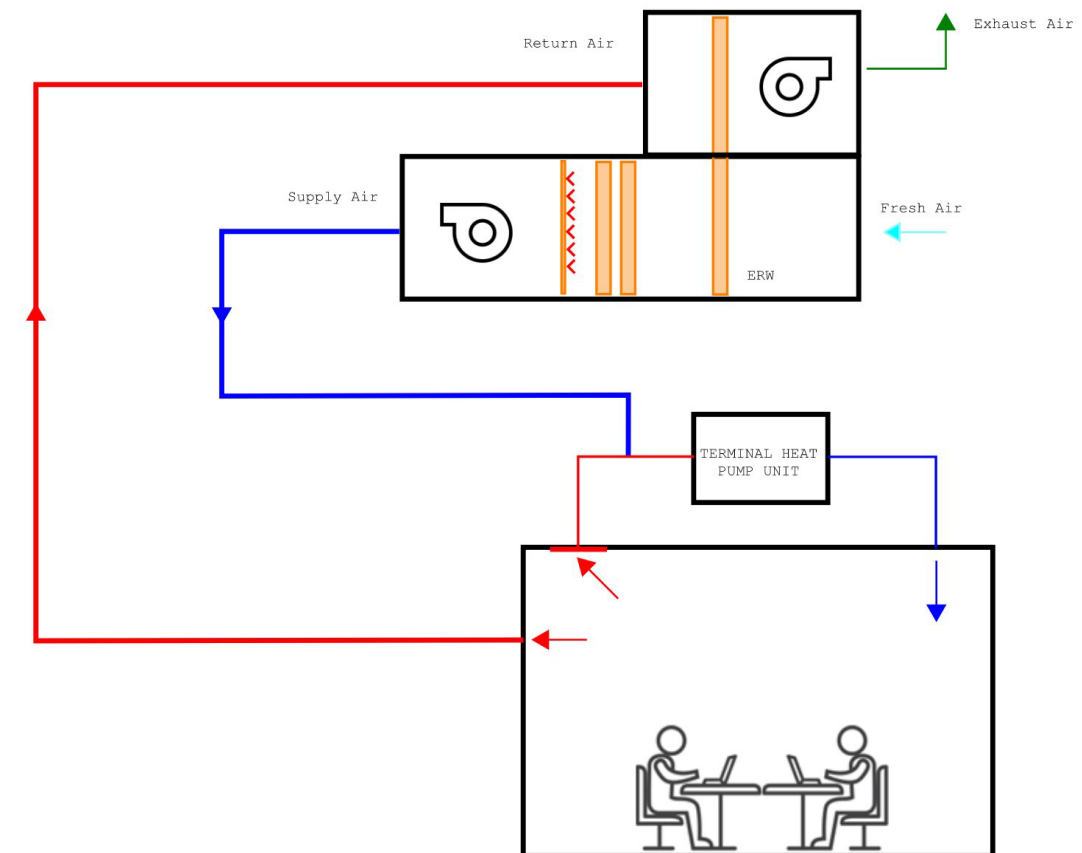 Exhaust Air
Return Air
Supply Air
Fresh Air
ERW
TERMINAL HEAT
PUMP UNIT